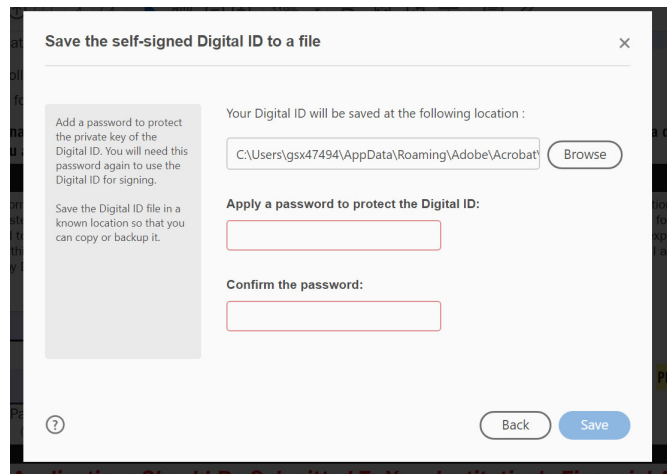 Save the self-signed Digital ID to a file
Add a password to protect
the private key of the
Digital ID. You will need this
password again to use the
Digital ID for signing.
Save the Digital ID file in a
known location so that you
can copy or backup it.
Your Digital ID will be saved at the following location :
C:\Users\gsx47494\AppData\Roaming\Adobe\Acrobat\
Browse
Apply a password to protect the Digital ID:
Confirm the password:
?
Back
Save